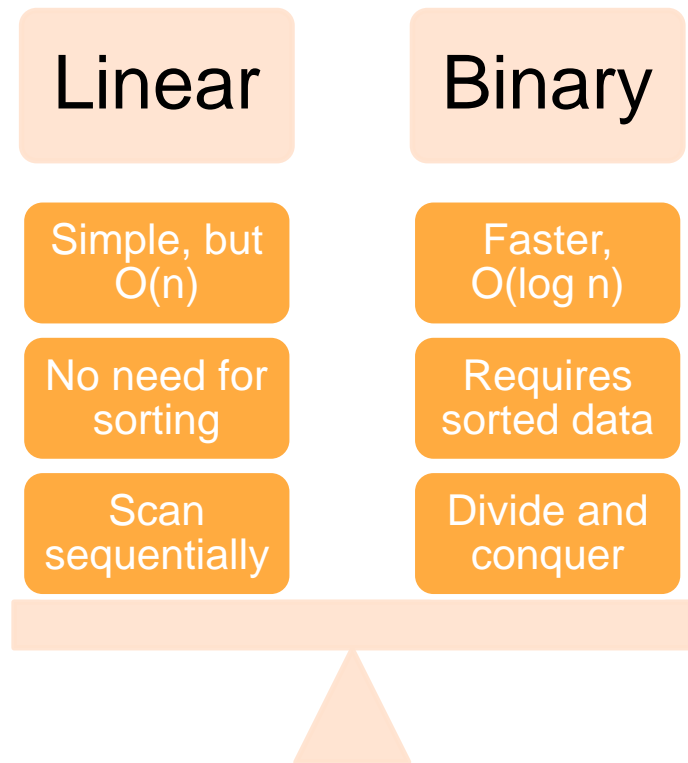 Linear
Simple, but
O(n)
No need for
sorting
Scan
sequentially
Binary
Faster,
O(log n)
Requires
sorted data
Divide and
conquer